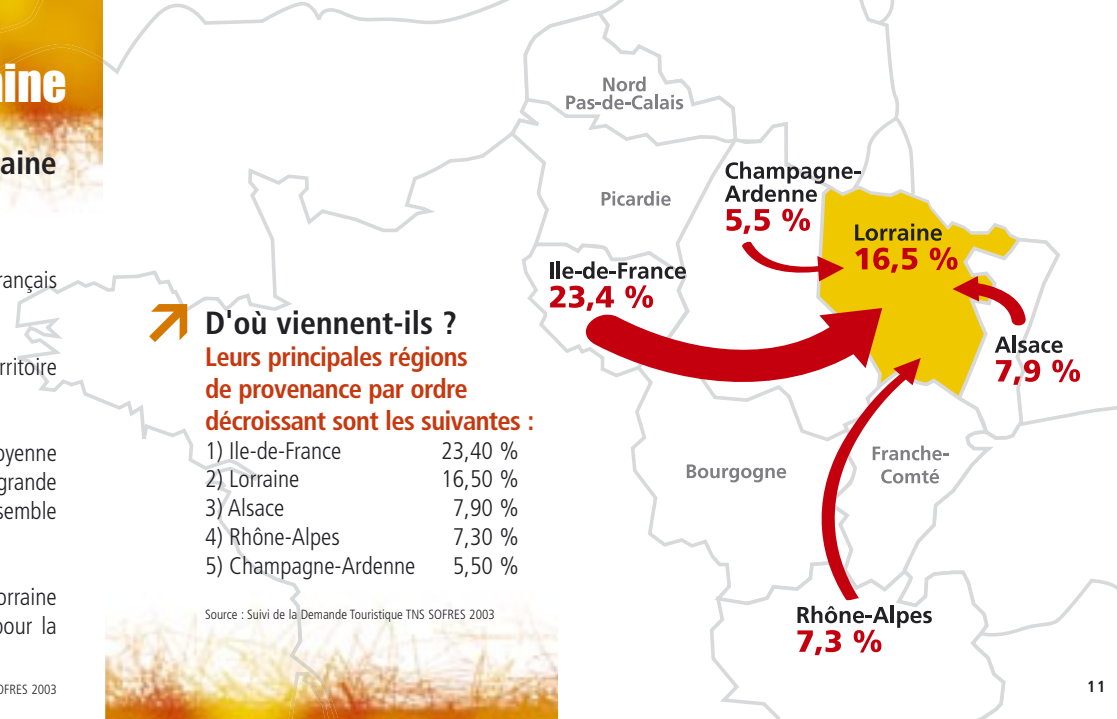 aine
aine
rançais
rritoire
oyenne
grande
semble
orraine
pour la
OFRES 2003
D'où viennent-ils ?
Leurs principales régions
de provenance par ordre
décroissant sont les suivantes :
1) Ile-de-France 23,40 %
2) Lorraine 16,50 %
3) Alsace 7,90 %
4) Rhône-Alpes 7,30 %
5) Champagne-Ardenne 5,50 %
Source : Suivi de la Demande Touristique TNS SOFRES 2003
Nord
Pas-de-Calais
Picardie
Champagne-
Ardenne
5,5 %
Lorraine
16,5 %
Ile-de-France
23,4 %
Alsace
7,9 %
Bourgogne
Franche-
Comté
Rhône-Alpes
7,3 %
11